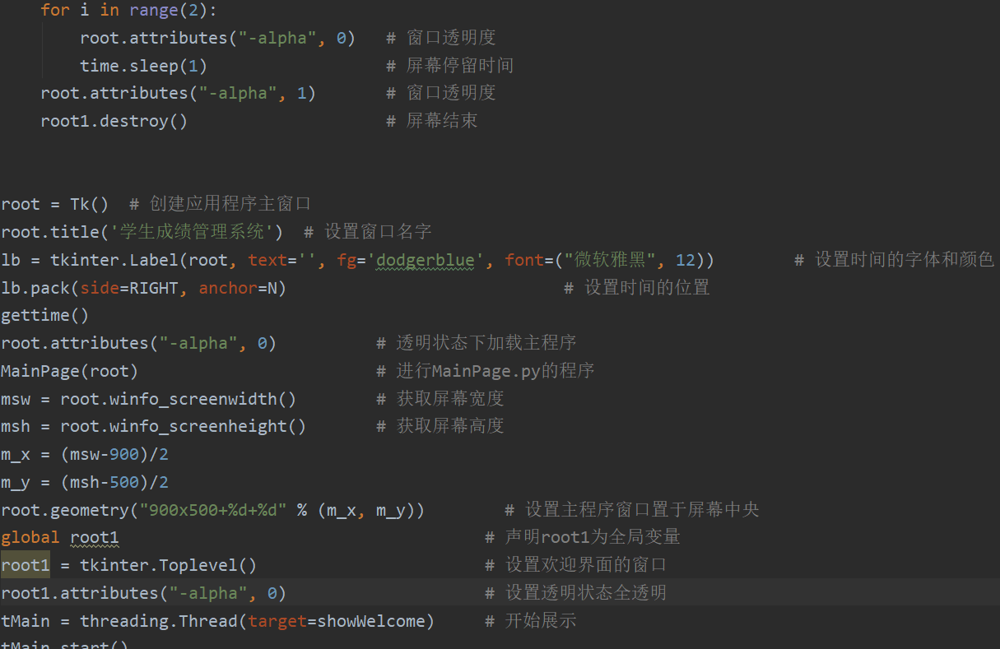 for i in range(2):
root.attributes("-alpha", 0)   # 窗口透明度
time.sleep(1)                  # 屏幕停留时间
root.attributes("-alpha", 1)       # 窗口透明度
root1.destroy()                    # 屏幕结束
root = Tk()  # 创建应用程序主窗口
root.title('学生成绩管理系统')  # 设置窗口名字
lb = tkinter.Label(root, text='', fg='dodgerblue', font=("微软雅黑", 12))        # 设置时间的字体和颜色
lb.pack(side=RIGHT, anchor=N)                            # 设置时间的位置
gettime()
root.attributes("-alpha", 0)          # 透明状态下加载主程序
MainPage(root)                        # 进行MainPage.py的程序
msw = root.winfo_screenwidth()        # 获取屏幕宽度
msh = root.winfo_screenheight()       # 获取屏幕高度
m_x = (msw-900)/2
m_y = (msh-500)/2
root.geometry("900x500+%d+%d" % (m_x, m_y))        # 设置主程序窗口置于屏幕中央
global root1                                     # 声明root1为全局变量
root1 = tkinter.Toplevel()                       # 设置欢迎界面的窗口
root1.attributes("-alpha", 0)                    # 设置透明状态全透明
tMain = threading.Thread(target=showWelcome)     # 开始展示
tMain.start()